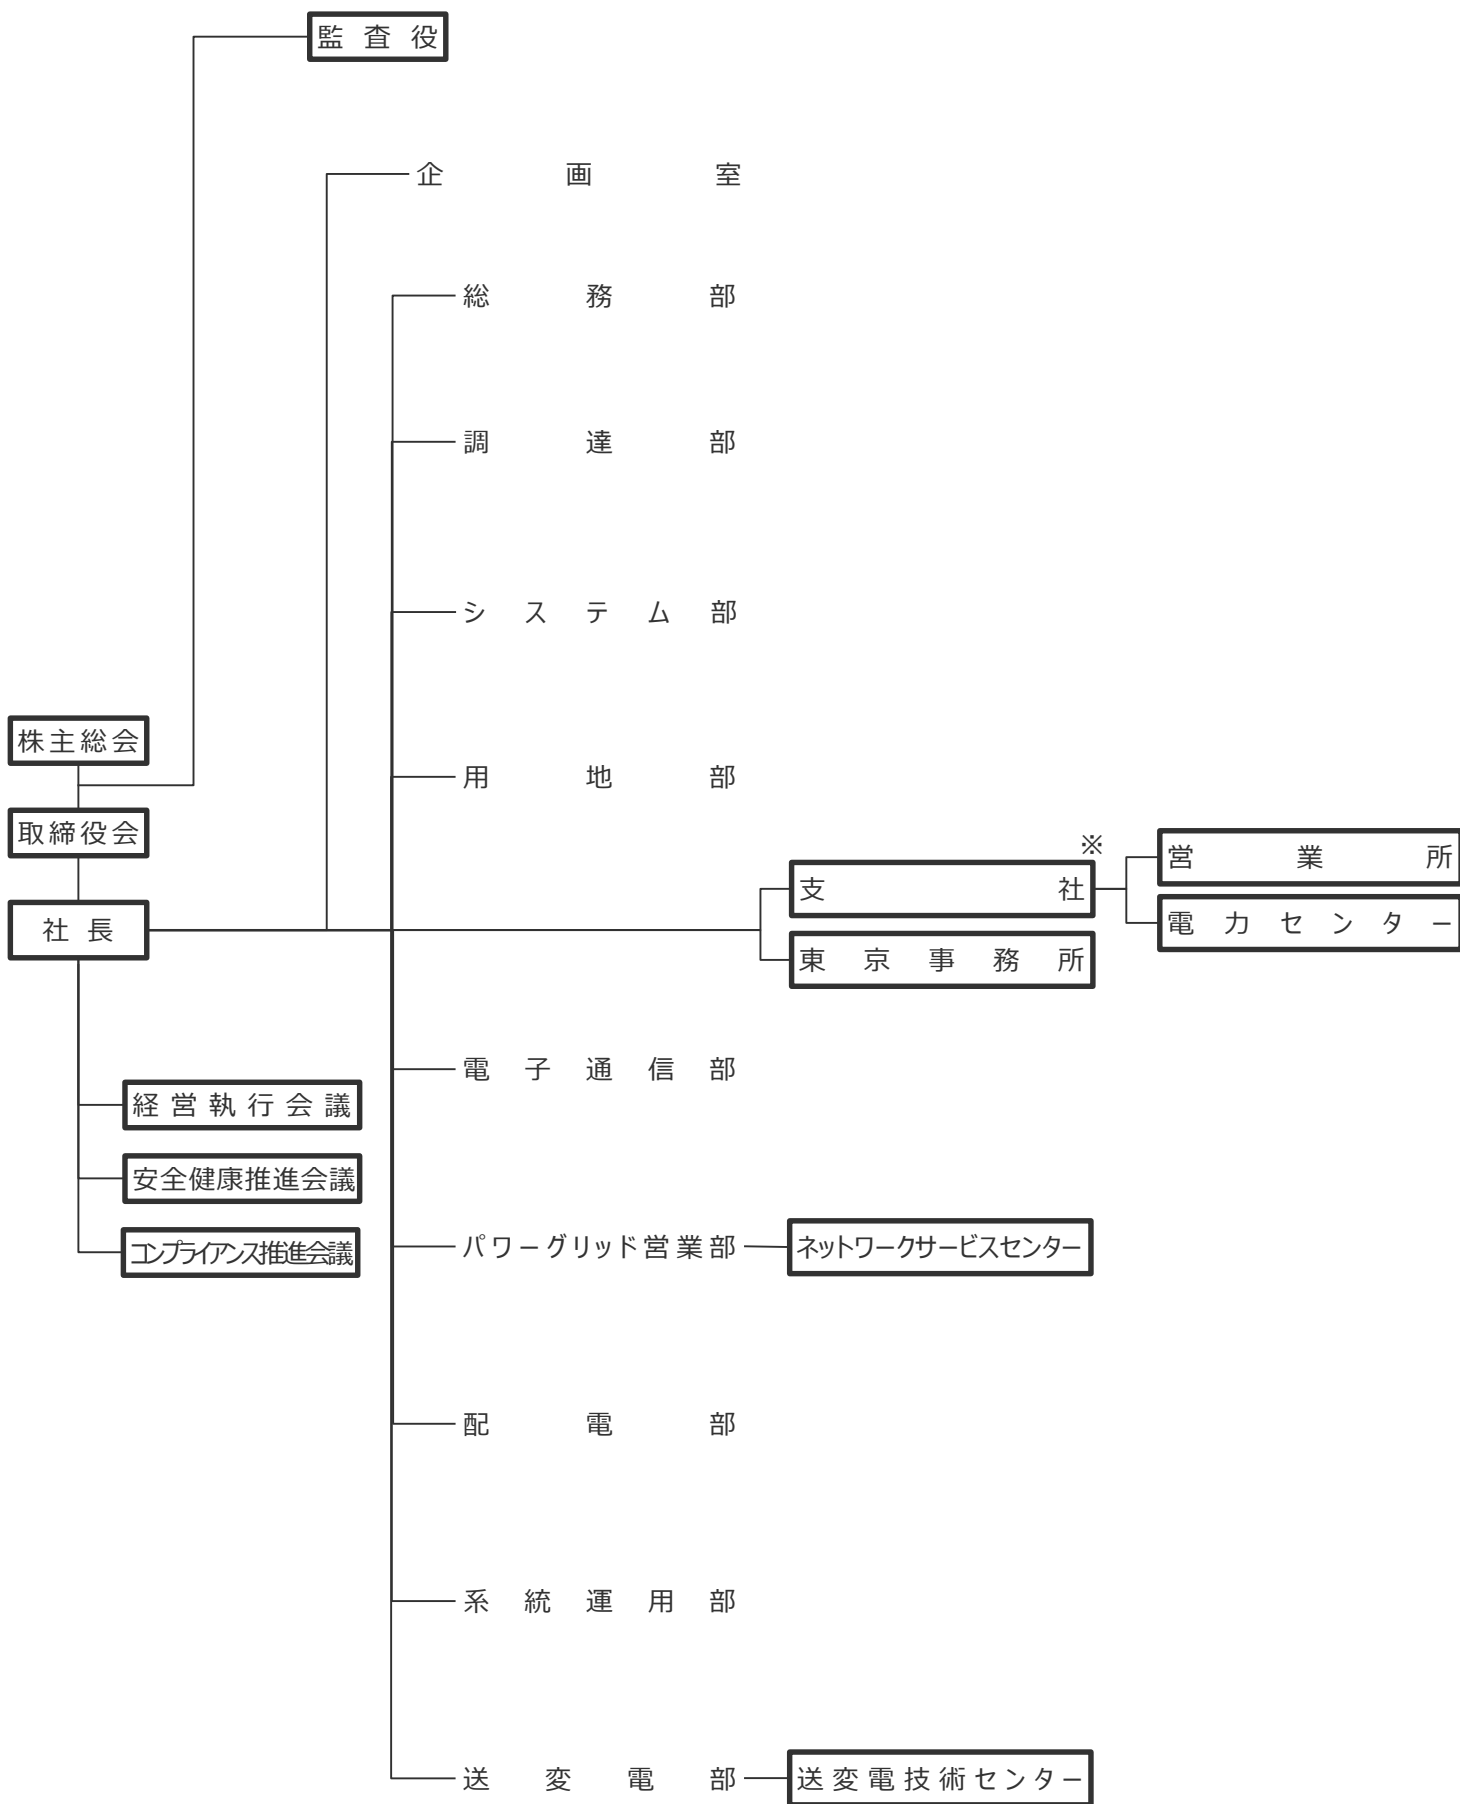 監査役
企画室
総務部
調達部
システム部
用地部
株主総会
取締役会
社長
※
支社
東京事務所
営業所
電力センター
電子通信部
経営執行会議
安全健康推進会議
コンプライアンス推進会議
パワーグリッド営業部
ネットワークサービスセンター
配電部
系統運用部
送変電部
送変電技術センター